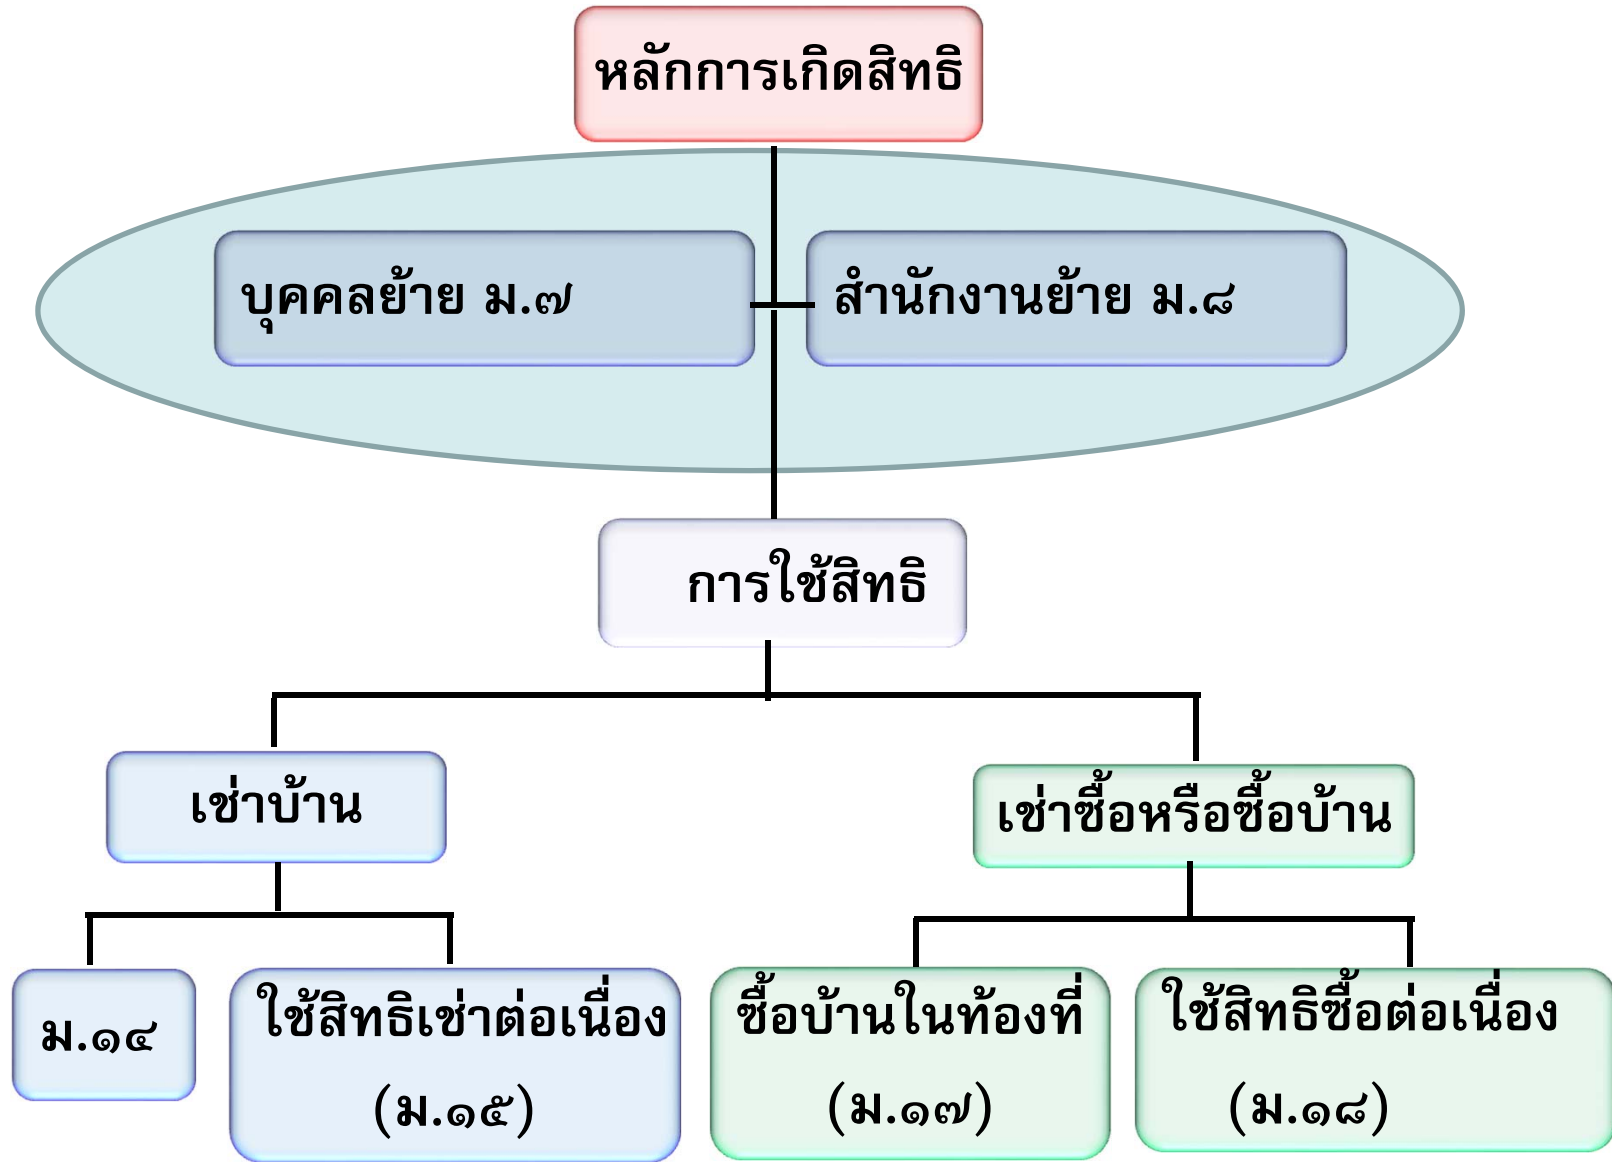 หลักการเกิดสิทธิ
บุคคลย้าย ม.๗
สำนักงานย้าย ม.๘
การใช้สิทธิ
เช่าบ้าน
เช่าซื้อหรือซื้อบ้าน
ม.๑๔
ใช้สิทธิเช่าต่อเนื่อง
(ม.๑๕)
ซื้อบ้านในท้องที่
(ม.๑๗)
ใช้สิทธิซื้อต่อเนื่อง
(ม.๑๘)